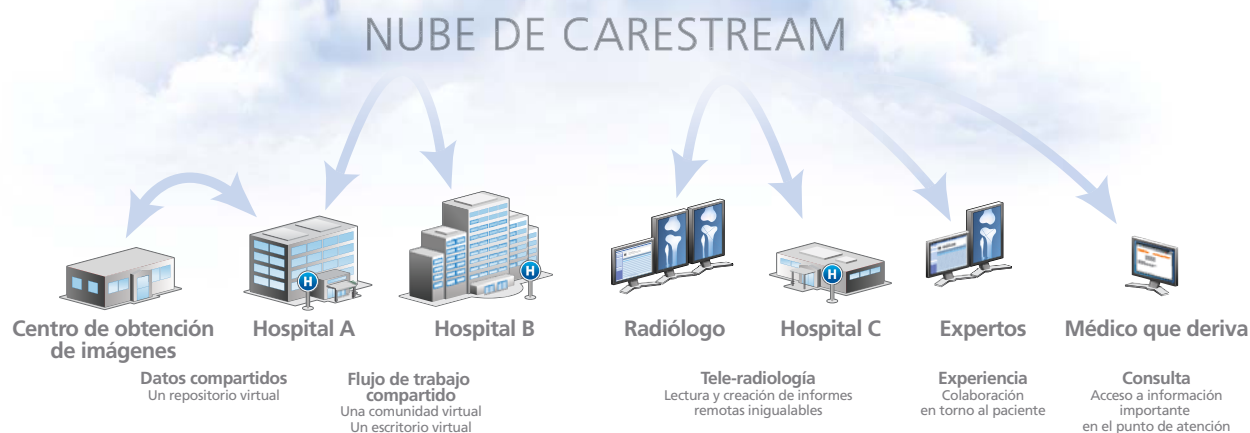 NUBE DE CARESTREAM
H
H
H
Centro de obtención
de imágenes
Hospital A
Hospital B
Radiólogo
Hospital C
Expertos
Médico que deriva
Datos compartidos
Un repositorio virtual
Flujo de trabajo
compartido
Una comunidad virtual
Un escritorio virtual
Tele-radiología
Lectura y creación de informes
remotas inigualables
Experiencia
Colaboración
en torno al paciente
Consulta
Acceso a información
importante
en el punto de atención